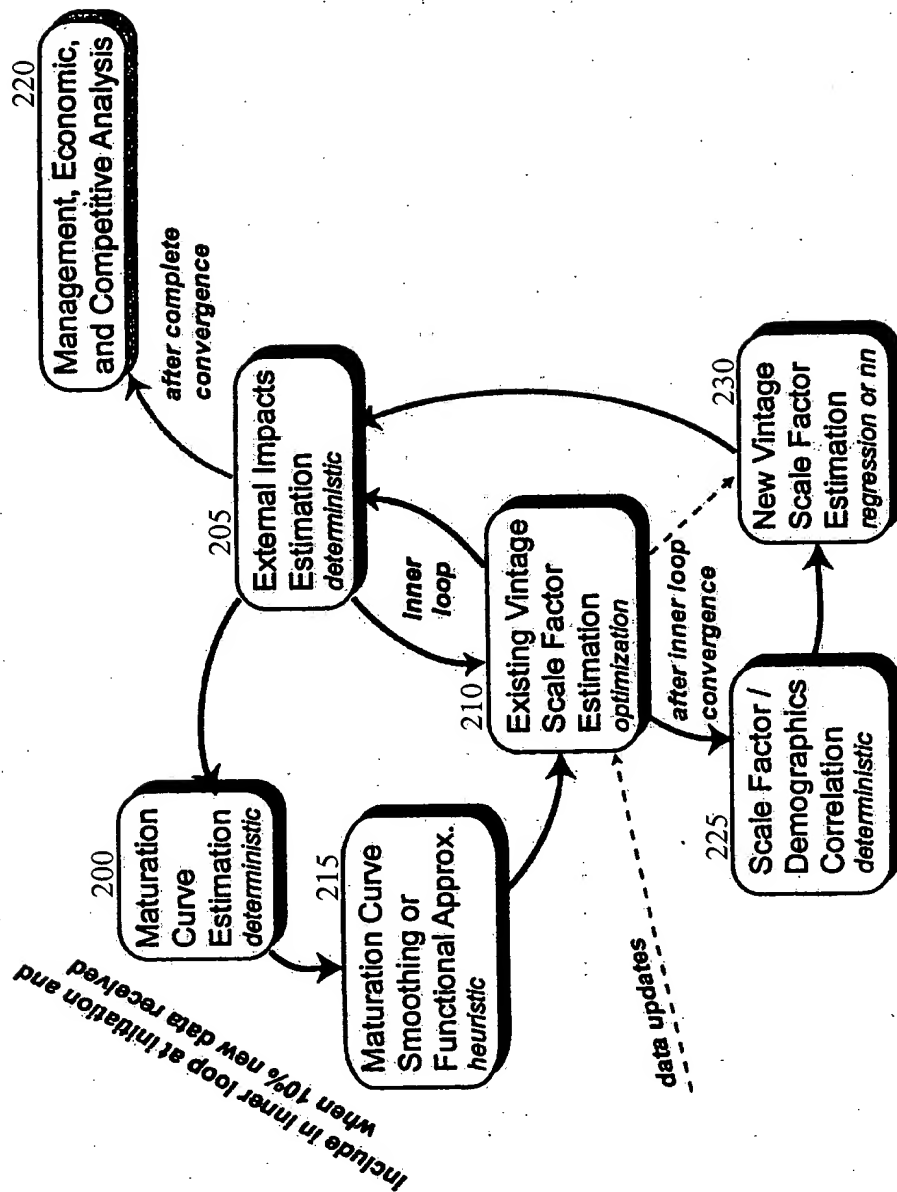 220
Management, Economic,
and Competitive Analysis
after complete
convergence
205
External Impacts
Estimation
deterministic
200
Maturation
Curve
Estimation
deterministic
Include in inner loop at initiation and
when 10% new data received
215
Maturation Curve
Smoothing or
Functional Approx.
heuristic
Inner
loop
210
Existing Vintage
Scale Factor
Estimation
optimization
data updates
after inner loop
convergence
225
Scale Factor /
Demographics
Correlation
deterministic
230
New Vintage
Scale Factor
Estimation
regression or nn